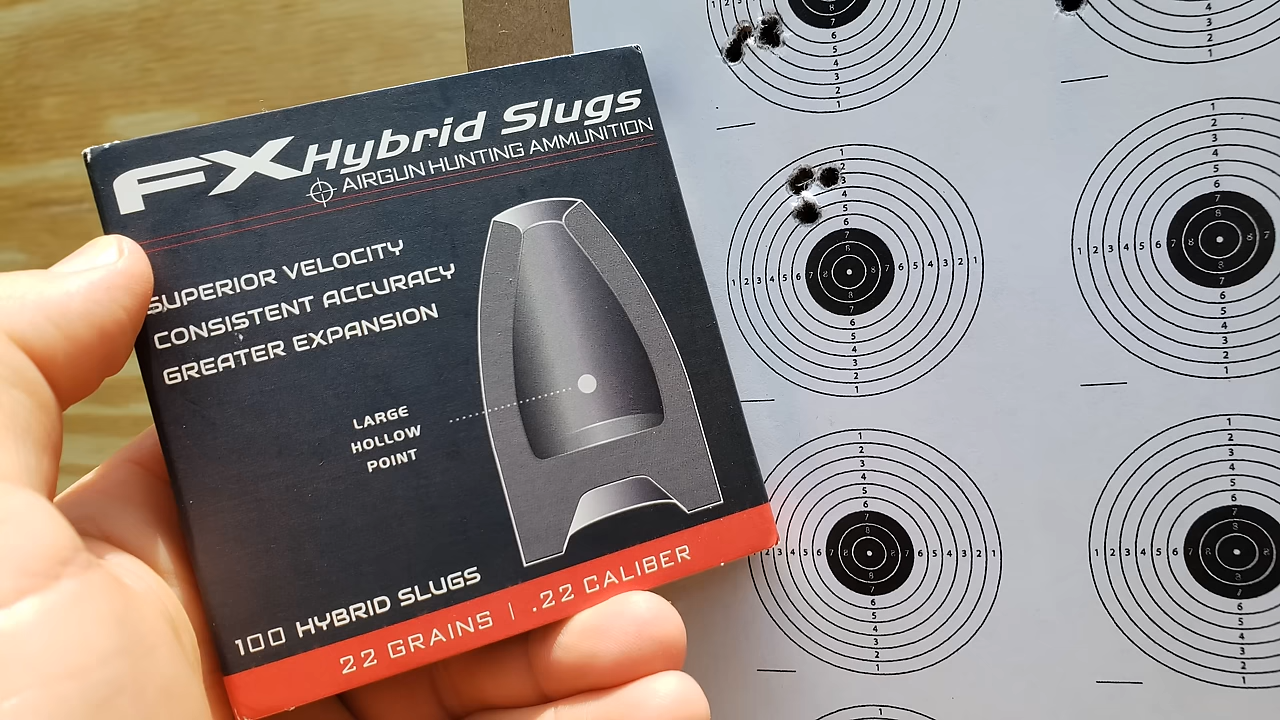 FX Hybrid Slugs
AIRGUN HUNTING AMMUNITION
SUPERIOR VELOCITY
CONSISTENT ACCURACY
GREATER EXPANSION
LARGE
HOLLOW
POINT
100 HYBRID SLUGS
22 GRAINS | .22 CALIBER